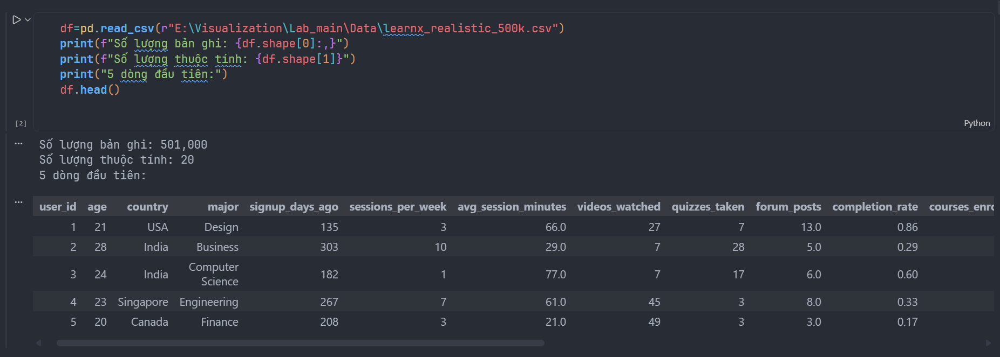 df=pd.read_csv(r"E:\Visualization\Lab_main\Data\learnx_realistic_500k.csv")
print(f"Số lượng bản ghi: {df.shape[0]:,}")
print(f"Số lượng thuộc tính: {df.shape[1]}")
print("5 dòng đầu tiên:")
df.head()
[2]
Python
Số lượng bản ghi: 501,000
Số lượng thuộc tính: 20
5 dòng đầu tiên:
user_id age country major signup_days_ago sessions_per_week avg_session_minutes videos_watched quizzes_taken forum_posts completion_rate courses_enro
1 21 USA Design 135 3 66.0 27 7 13.0 0.86
2 28 India Business 303 10 29.0 7 28 5.0 0.29
3 24 India Computer Science 182 1 77.0 7 17 6.0 0.60
4 23 Singapore Engineering 267 7 61.0 45 3 8.0 0.33
5 20 Canada Finance 208 3 21.0 49 3 3.0 0.17